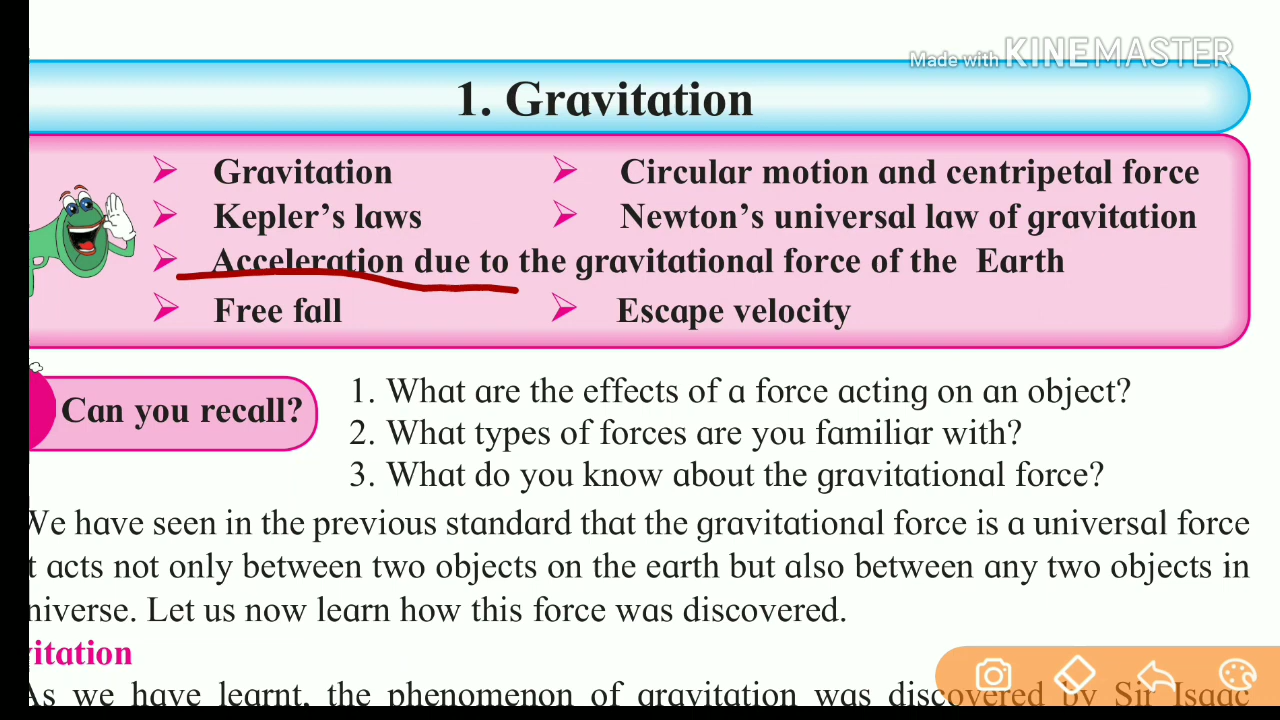 Made with KINEMASTER
1. Gravitation
Gravitation
Circular motion and centripetal force
Kepler's laws
Newton's universal law of gravitation
Acceleration due to the gravitational force of the Earth
Free fall
Escape velocity
Can you recall?
1. What are the effects of a force acting on an object?
2. What types of forces are you familiar with?
3. What do you know about the gravitational force?
We have seen in the previous standard that the gravitational force is a universal force
acts not only between two objects on the earth but also between any two objects in
Let us now learn how this force was discovered.
As we have learnt, the phenomenon of gravitation was discovered by Sir Isaac